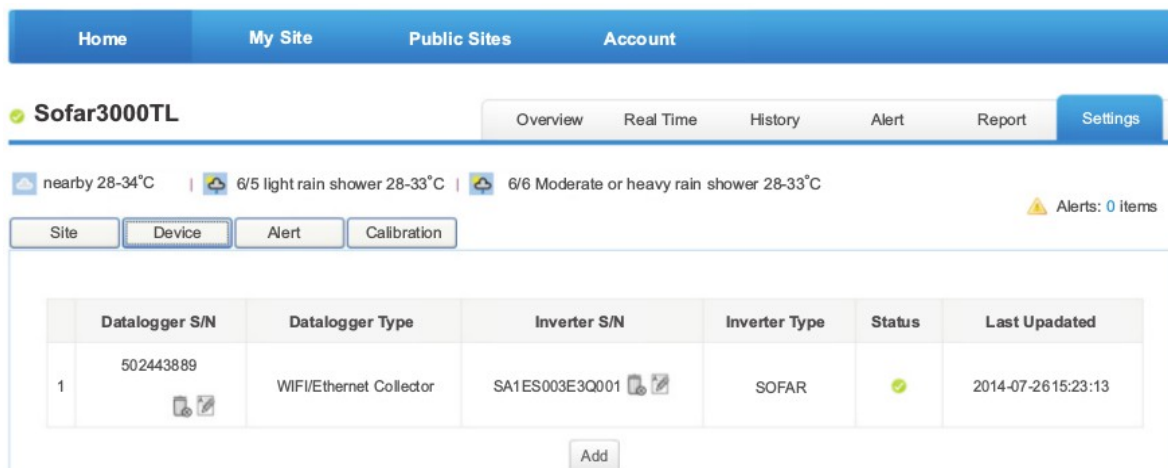 Home My Site Public Sites Account
Sofar3000TL
Overview Real Time History Alert Report Settings
nearby 28-34°C | 6/5 light rain shower 28-33°C | 6/6 Moderate or heavy rain shower 28-33°C
Alerts: 0 items
Site Device Alert Calibration
Datalogger S/N Datalogger Type Inverter S/N Inverter Type Status Last Upadated
1 502443889 WIFI/Ethernet Collector SA1ES003E3Q001 SOFAR 2014-07-2615:23:13
Add